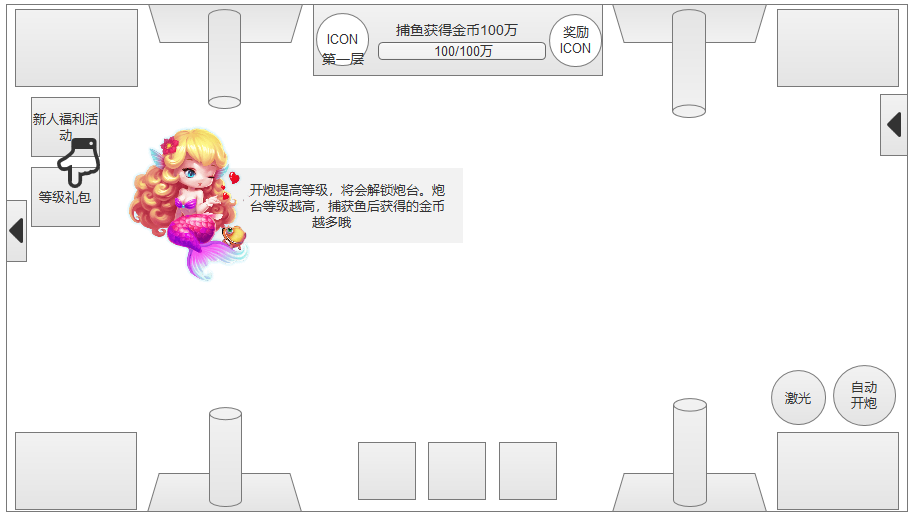 捕鱼获得金币100万
ICON
第一层
100/100万
奖励
ICON
新人福利活
动
等级礼包
开炮提高等级，将会解锁炮台。炮
台等级越高，捕获鱼后获得的金币
越多哦
激光
自动
开炮